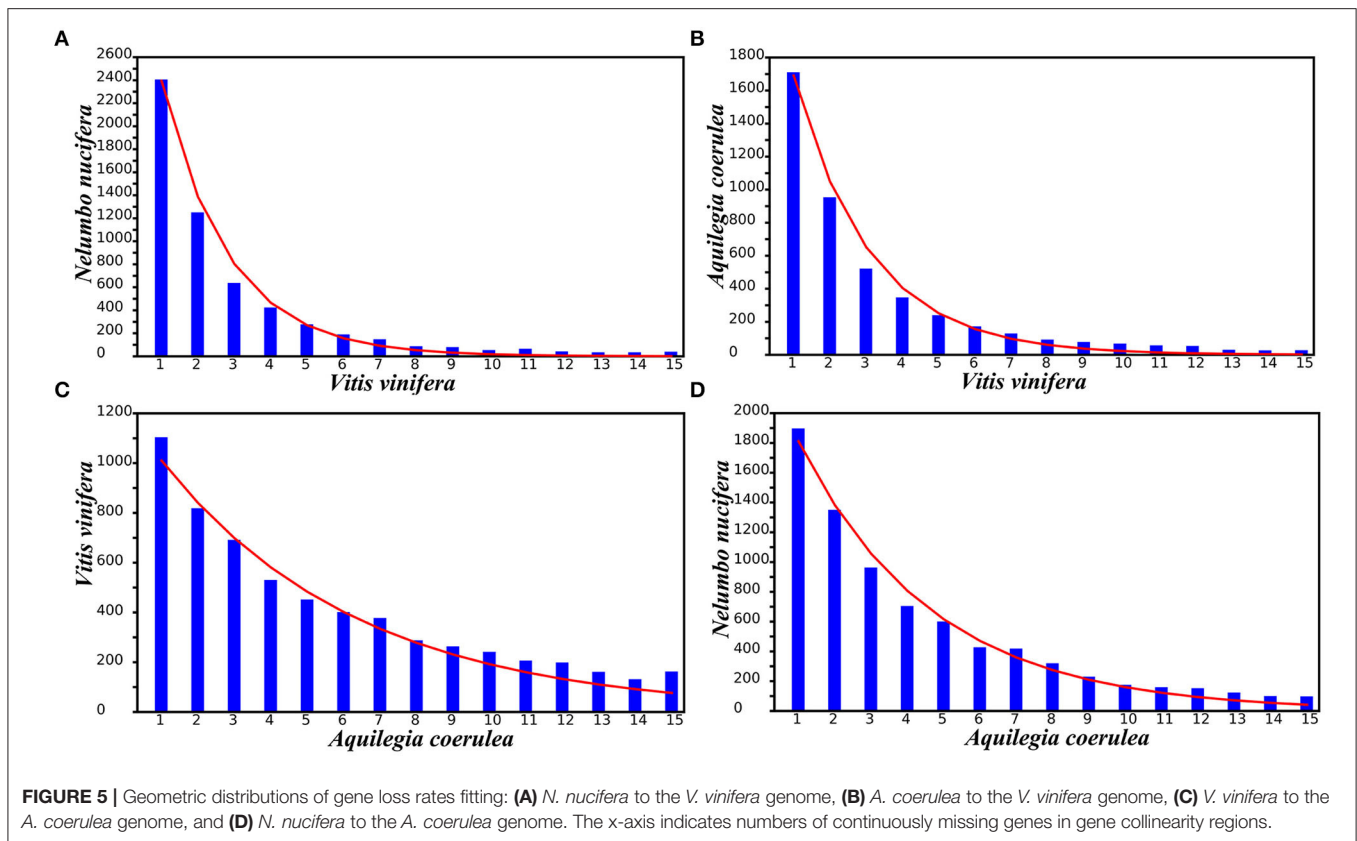 A
2600
2400
2200
2000
1800
1600
1400
1200
1000
800
600
400
200
0
Nelumbo nucifera
1 2 3 4 5 6 7 8 9 10 11 12 13 14 15
Vitis vinifera
B
1800
1600
1400
1200
1000
800
600
400
200
0
Aquilegia coerulea
1 2 3 4 5 6 7 8 9 10 11 12 13 14 15
Vitis vinifera
C
1200
1000
800
600
400
200
0
Vitis vinifera
1 2 3 4 5 6 7 8 9 10 11 12 13 14 15
Aquilegia coerulea
D
2000
1800
1600
1400
1200
1000
800
600
400
200
0
Nelumbo nucifera
1 2 3 4 5 6 7 8 9 10 11 12 13 14 15
Aquilegia coerulea
FIGURE 5 | Geometric distributions of gene loss rates fitting: (A) N. nucifera to the V. vinifera genome, (B) A. coerulea to the V. vinifera genome, (C) V. vinifera to the
A. coerulea genome, and (D) N. nucifera to the A. coerulea genome. The x-axis indicates numbers of continuously missing genes in gene collinearity regions.